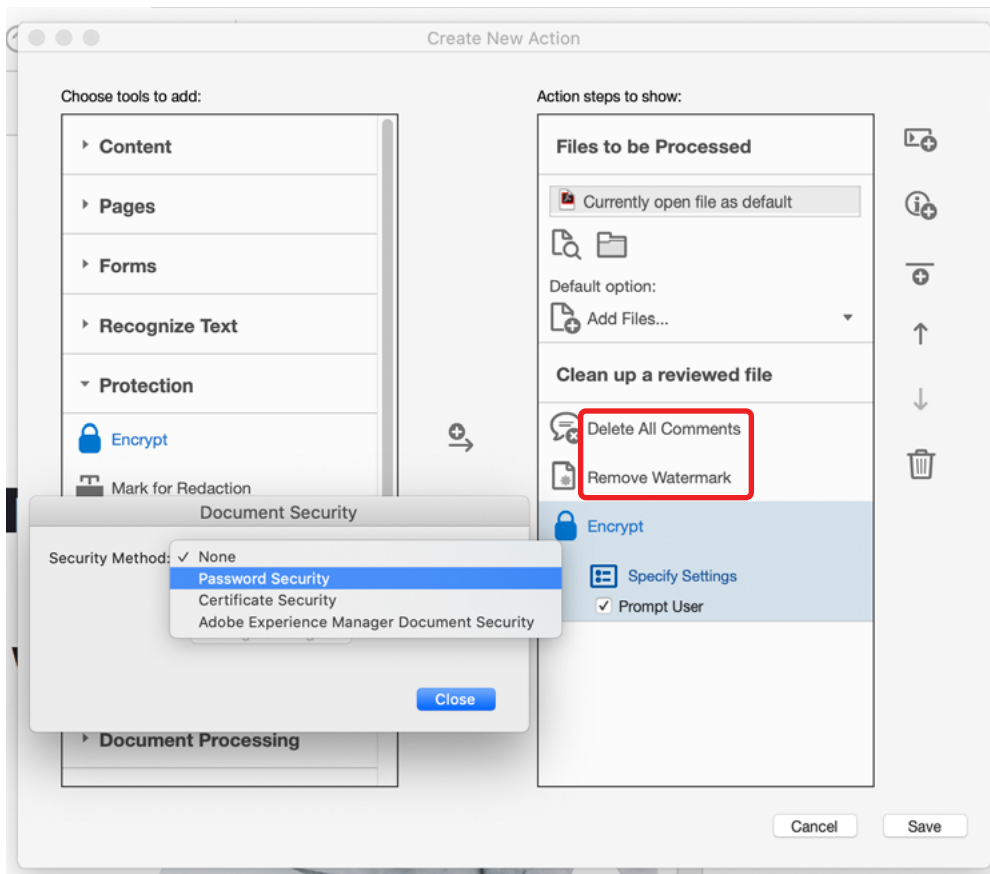 Create New Action
Choose tools to add:
Content
Pages
Forms
Recognize Text
Protection
Encrypt
Mark for Redaction
Document Security
Security Method:
✓ None
Password Security
Certificate Security
Adobe Experience Manager Document Security
Close
Document Processing
Action steps to show:
Files to be Processed
Currently open file as default
Default option:
Add Files...
Clean up a reviewed file
Delete All Comments
Remove Watermark
Encrypt
Specify Settings
Prompt User
Cancel
Save